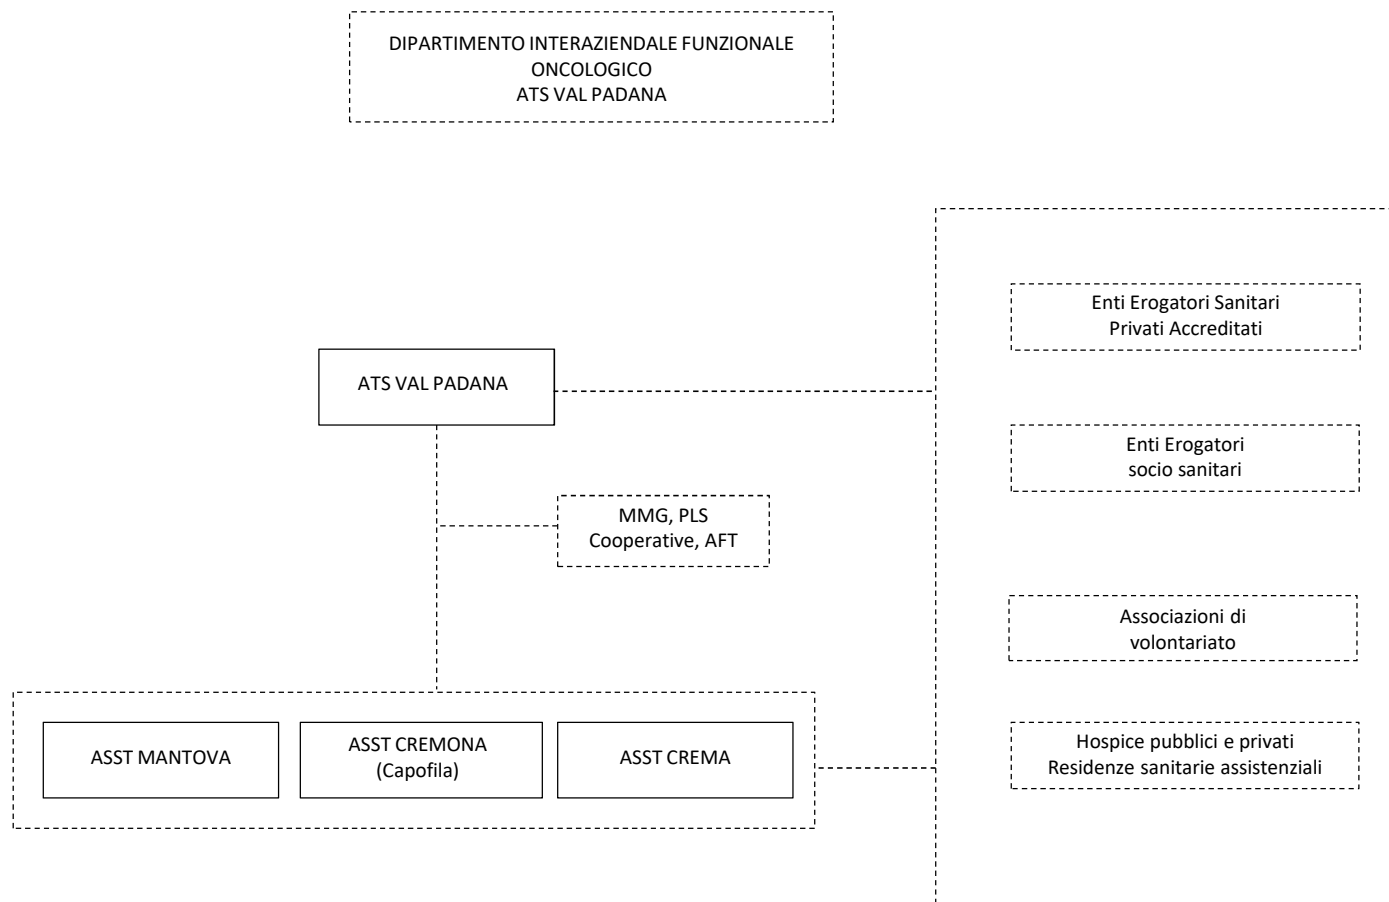 DIPARTIMENTO INTERAZIENDALE FUNZIONALE
ONCOLOGICO
ATS VAL PADANA
Enti Erogatori Sanitari
Privati Accreditati
ATS VAL PADANA
Enti Erogatori
socio sanitari
MMG, PLS
Cooperative, AFT
Associazioni di
volontariato
ASST MANTOVA
ASST CREMONA
(Capofila)
ASST CREMA
Hospice pubblici e privati
Residenze sanitarie assistenziali